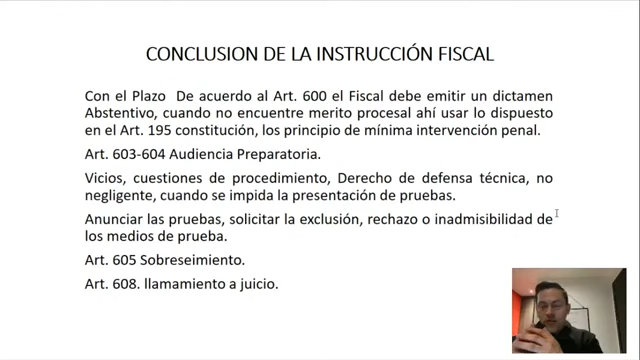 CONCLUSION DE LA INSTRUCCIÓN FISCAL
Con el Plazo De acuerdo al Art. 600 el Fiscal debe emitir un dictamen
Abstentivo, cuando no encuentre merito procesal ahí usar lo dispuesto
en el Art. 195 constitución, los principio de mínima intervención penal.
Art. 603-604 Audiencia Preparatoria.
Vicios, cuestiones de procedimiento, Derecho de defensa técnica, no
negligente, cuando se impida la presentación de pruebas.
Anunciar las pruebas, solicitar la exclusión, rechazo o inadmisibilidad de
los medios de prueba.
Art. 605 Sobreseimiento.
Art. 608. llamamiento a juicio.